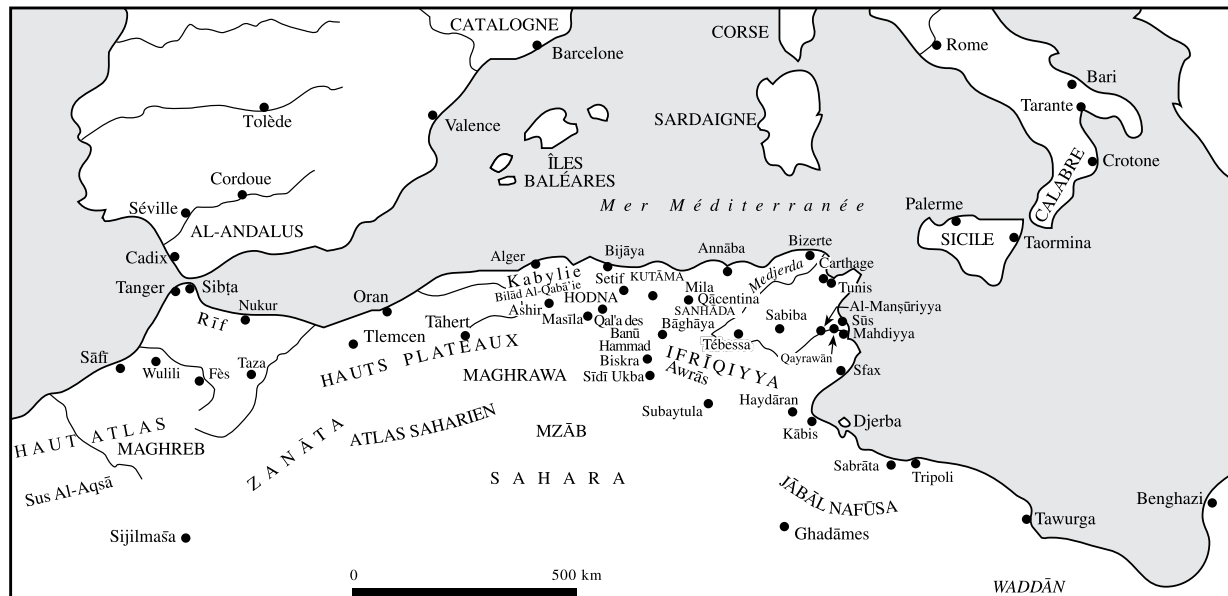 CATALOGNE
Barcelone
CORSE
Rome
Bari
Tarante
Tolède
Valence
SARDAIGNE
ÎLES
BALÉARES
CALABRE
Crotone
Cordoue
Séville
AL-ANDALUS
Mer Méditerranée
Palerme
SICILE
Taormina
Cadix
Tanger
Sibṭa
Nukur
Rīf
Oran
Alger
Kabylie
Bilād Al-Qabā'ie
Ashir
Bijāya
Setif
KUTĀMA
HODNA
Masīla
Qal'a des
Banū
Hammad
Annāba
Mila
Qācentina
SANHĀDA
Bāghāya
Bizerte
Medjerda
Carthage
Tunis
Al-Manṣūriyya
Sūs
Mahdiyya
Sabiba
Tébessa
Qayrawān
Sfax
Tlemcen
Tāhert
HAUTS PLATEAUX
Biskra
Sīdī Ukba
IFRĪQIYYA
Awrās
MAGHRAWA
Sāfī
Wulili
Fès
Taza
HAUT ATLAS
MAGHREB
ZANĀTA
ATLAS SAHARIEN
MZĀB
Subaytula
Haydāran
Kābis
Djerba
Sus Al-Aqsā
SAHARA
Sabrāta
Tripoli
JĀBĀL NAFŪSA
Ghadāmes
Tawurga
Benghazi
Sijilmaša
0 500 km
WADDĀN